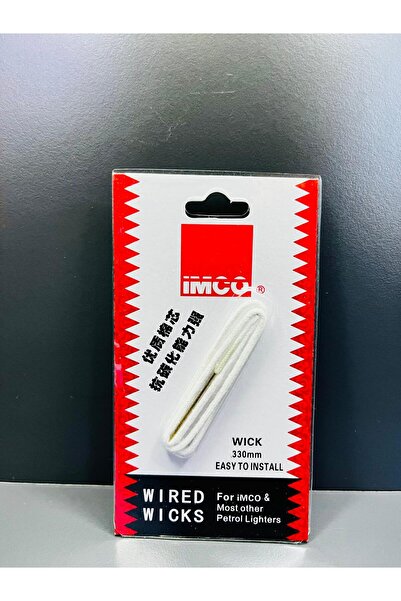 iMCO ®
优质棉芯
抗碳化能力强
WICK
330mm
EASY TO INSTALL
WIRED
WICKS
For iMCO &
Most other
Petrol Lighters